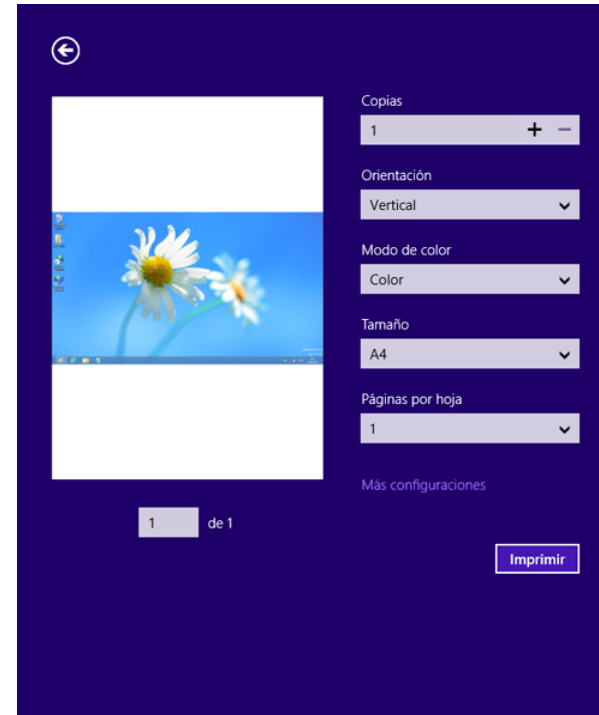 Copias
1
Orientación
Vertical
Modo de color
Color
Tamaño
A4
Páginas por hoja
1
Más configuraciones
1 de 1
Imprimir